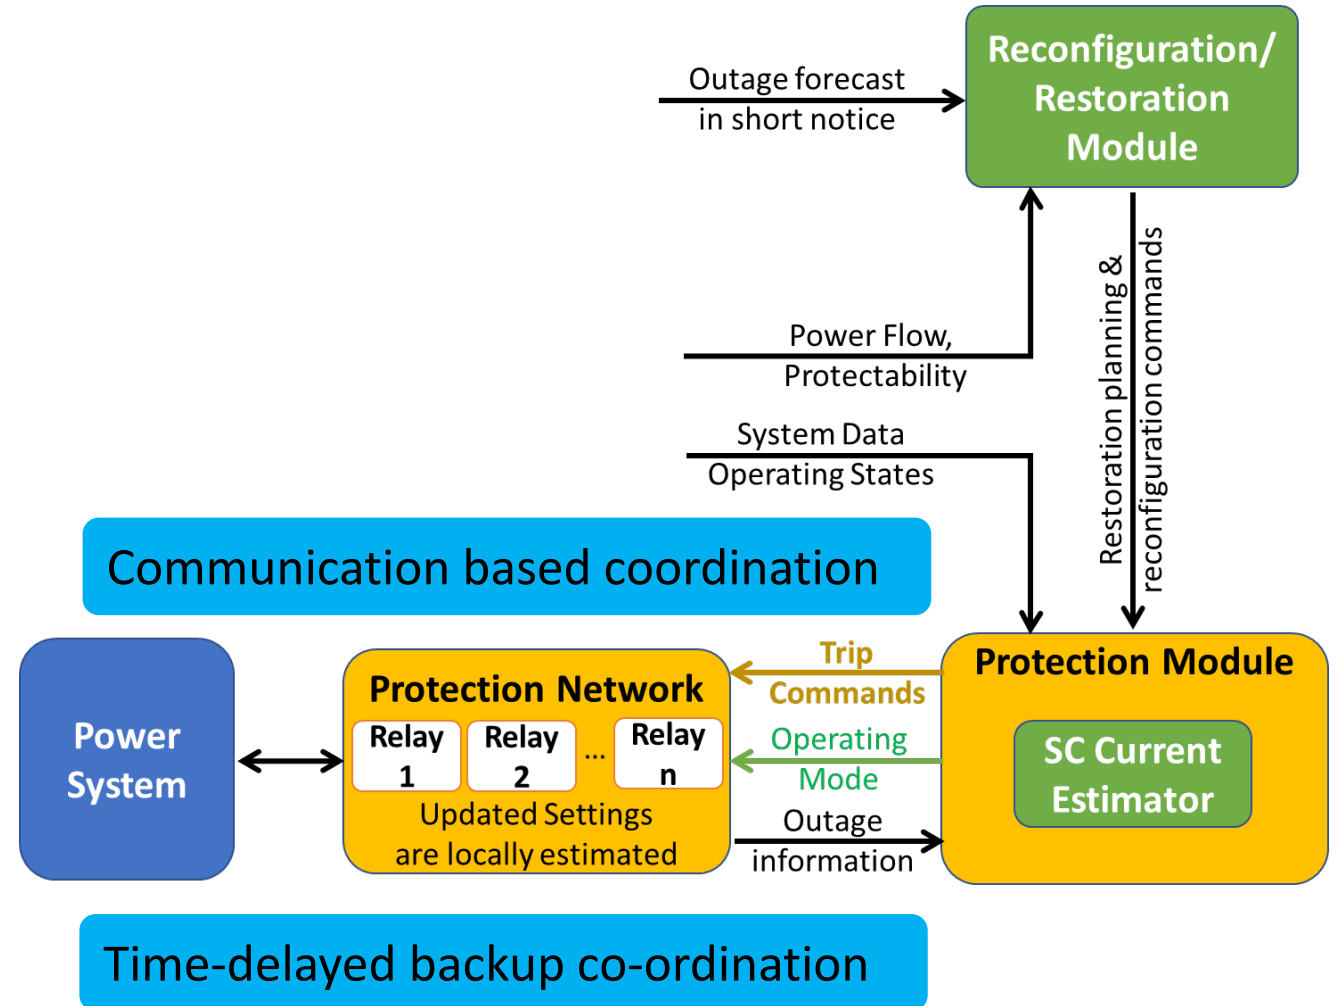 Reconfiguration/
Restoration
Module
Outage forecast
in short notice
Power Flow,
Protectability
Restoration planning &
reconfiguration commands
System Data
Operating States
Communication based coordination
Power
System
Protection Network
Relay
1
Relay
2
...
Relay
n
Updated Settings
are locally estimated
Trip
Commands
Operating
Mode
Outage
information
Protection Module
SC Current
Estimator
Time-delayed backup co-ordination